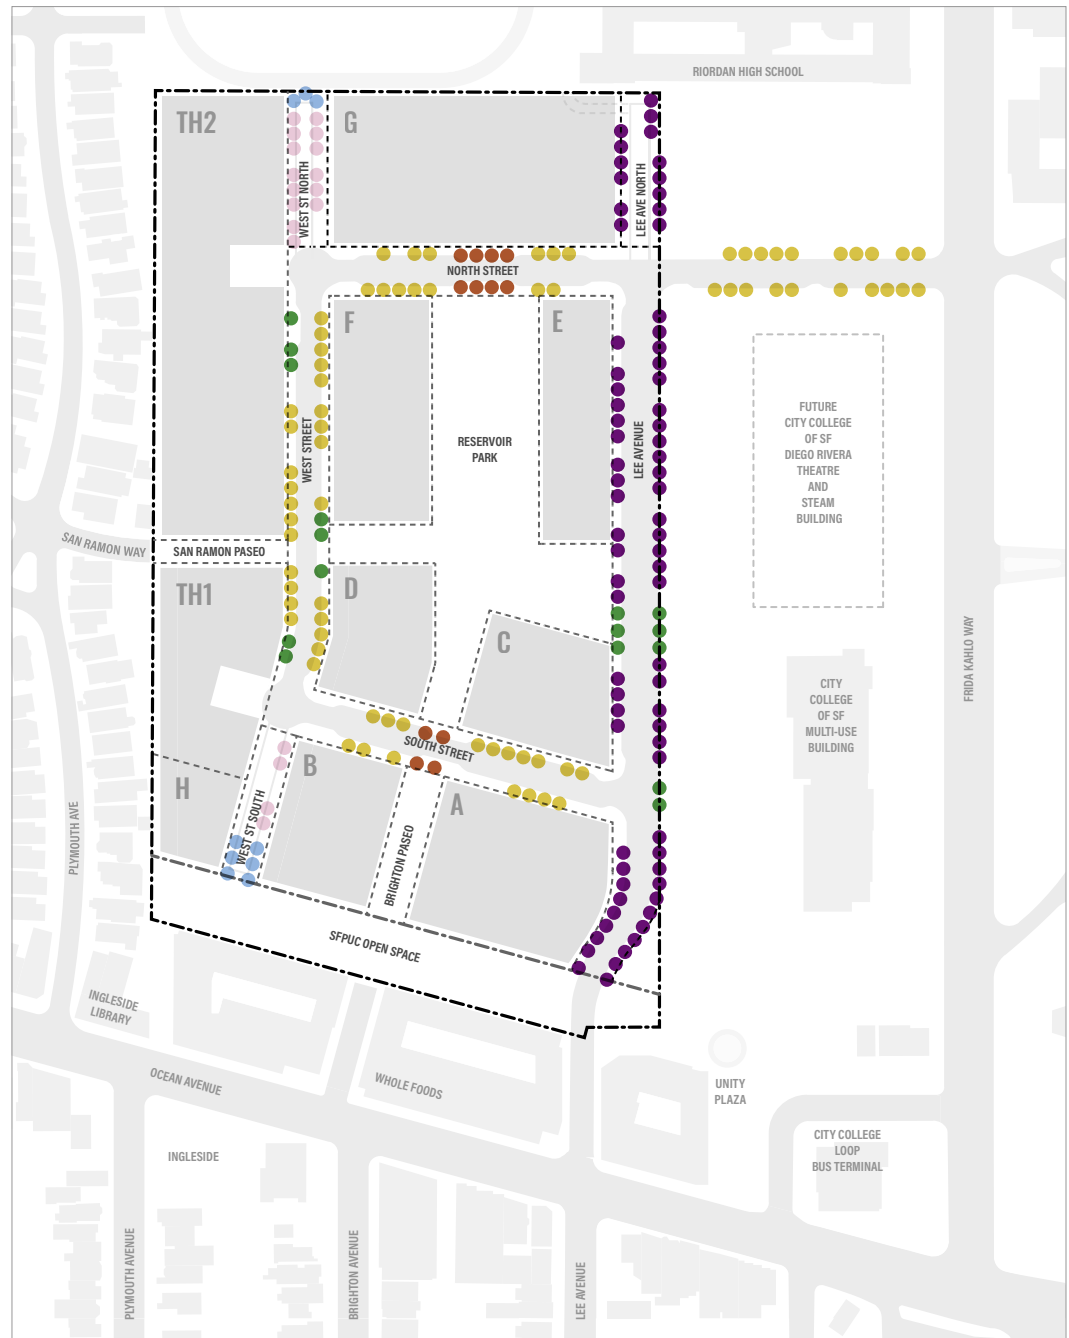 RIORDAN HIGH SCHOOL
TH2
G
WEST ST NORTH
LEE AVE NORTH
NORTH STREET
F
E
WEST STREET
RESERVOIR
PARK
LEE AVENUE
FUTURE
CITY COLLEGE
OF SF
DIEGO RIVERA
THEATRE
AND
STEAM
BUILDING
SAN RAMON WAY
SAN RAMON PASEO
TH1
D
C
FRIDA KAHLO WAY
CITY
COLLEGE
OF SF
MULTI-USE
BUILDING
SOUTH STREET
B
H
A
PLYMOUTH AVE
WEST ST SOUTH
BRIGHTON PASEO
SFPUC OPEN SPACE
INGLESIDE
LIBRARY
OCEAN AVENUE
WHOLE FOODS
UNITY
PLAZA
CITY COLLEGE
LOOP
BUS TERMINAL
INGLESIDE
PLYMOUTH AVENUE
BRIGHTON AVENUE
LEE AVENUE